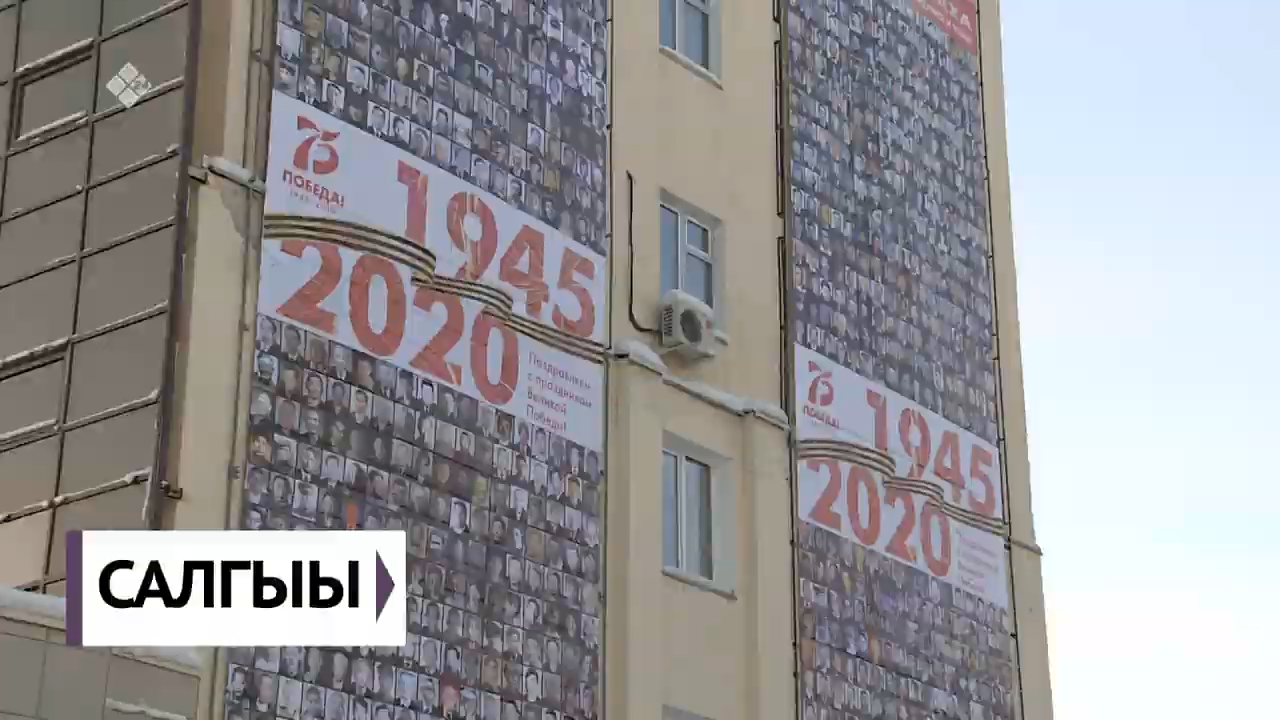 75
ПОБЕДА!
1945
2020
Поздравляем
с праздником
Великой
Победы!
75
ПОБЕДА!
1945
2020
САЛГЫЫ